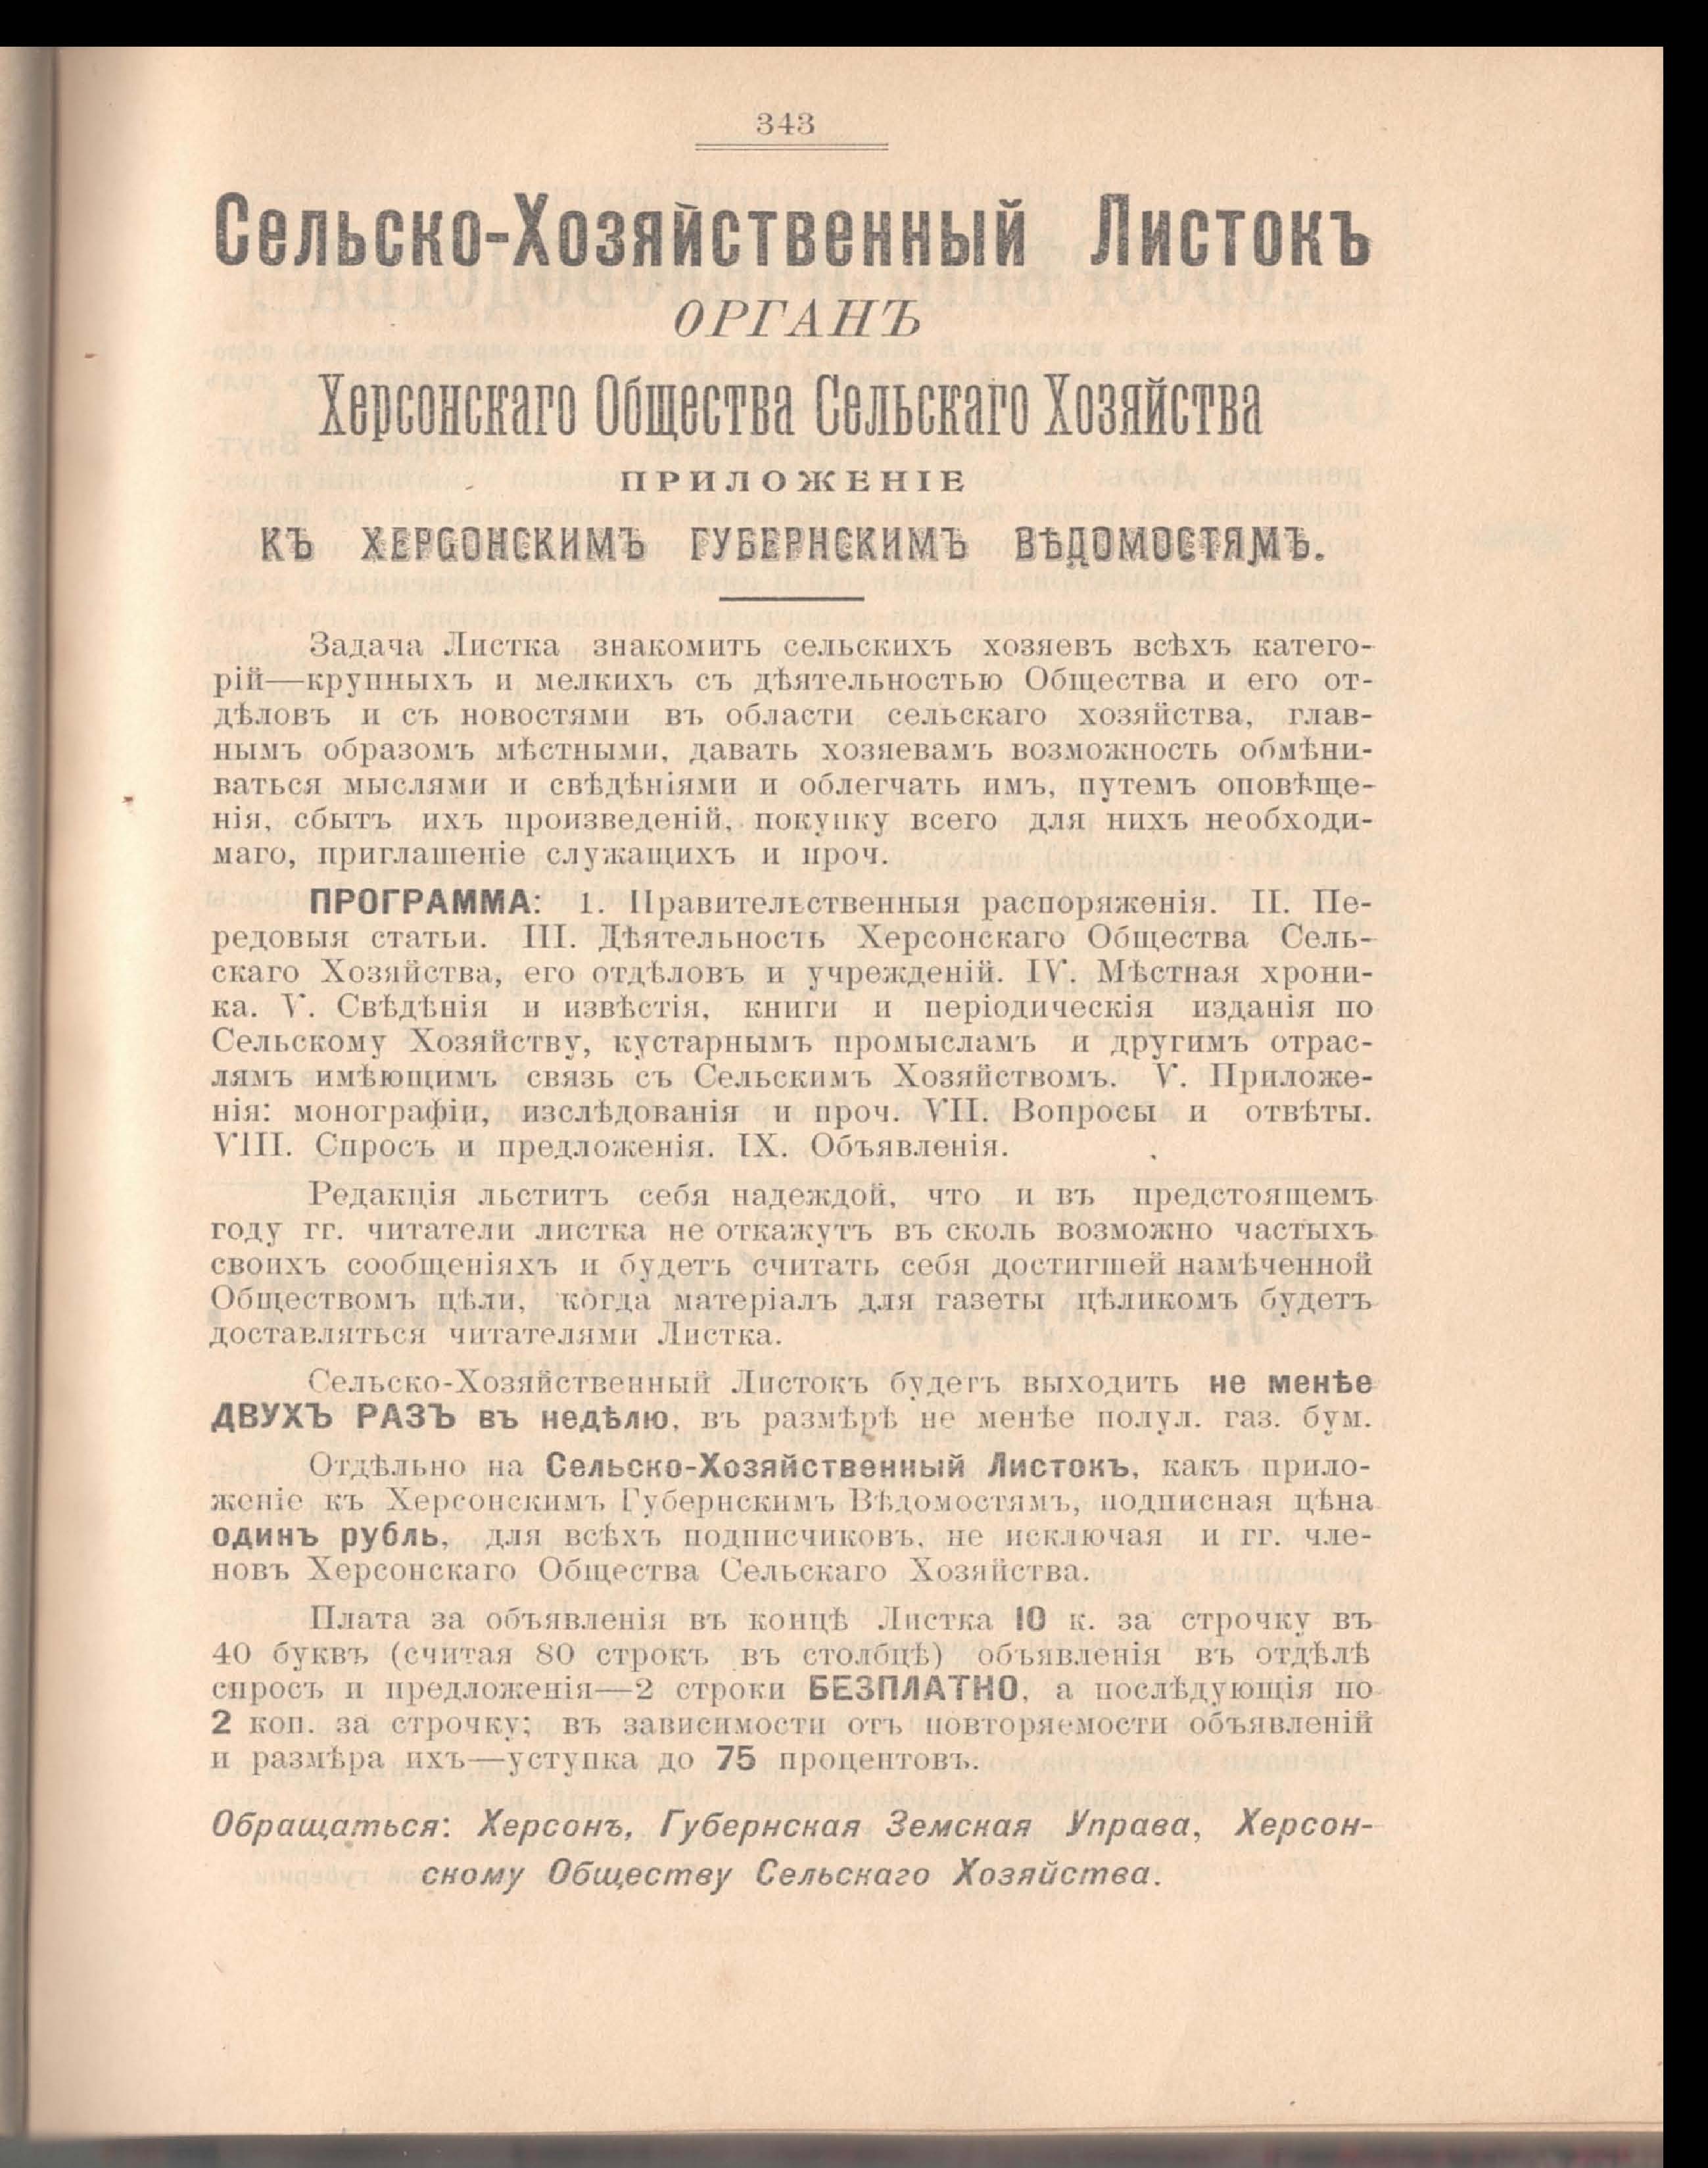 343
Сельско-Хозяйственный Листокъ
ОРГАНЪ
Херсонскаго Общества Сельскаго Хозяйства
ПРИЛОЖЕНІЕ
КЪ ХЕРСОНСКИМЪ ГУБЕРНСКИМЪ ВѢДОМОСТЯМЪ.
Задача Листка знакомить сельскихъ хозяевъ всѣхъ катего-
рій—крупныхъ и мелкихъ съ дѣятельностью Общества и его от-
дѣловъ и съ новостями въ области сельскаго хозяйства, глав-
нымъ образомъ мѣстными, давать хозяевамъ возможность обмѣни-
ваться мыслями и свѣдѣніями и облегчать имъ, путемъ оповѣще-
нія, сбытъ ихъ произведеній, покупку всего для нихъ необходи-
маго, приглашеніе служащихъ и проч.
ПРОГРАММА: 1. Правительственныя распоряженія. II. Пе-
редовыя статьи. III. Дѣятельность Херсонскаго Общества Сель-
скаго Хозяйства, его отдѣловъ и учрежденій. IV. Мѣстная хрони-
ка. V. Свѣдѣнія и извѣстія, книги и періодическія изданія по
Сельскому Хозяйству, кустарнымъ промысламъ и другимъ отрас-
лямъ имѣющимъ связь съ Сельскимъ Хозяйствомъ. V. Приложе-
нія: монографіи, изслѣдованія и проч. VII. Вопросы и отвѣты.
VIII. Спросъ и предложенія. IX. Объявленія.
Редакція льститъ себя надеждой, что и въ предстоящемъ
году гг. читатели листка не откажутъ въ сколь возможно частыхъ
своихъ сообщеніяхъ и будетъ считать себя достигшей намѣченной
Обществомъ цѣли, когда матеріалъ для газеты цѣликомъ будетъ
доставляться читателями Листка.
Сельско-Хозяйственный Листокъ будетъ выходить не менѣе
ДВУХЪ РАЗЪ въ недѣлю, въ размѣрѣ не менѣе полул. газ. бум.
Отдѣльно на Сельско-Хозяйственный Листокъ, какъ прило-
женіе къ Херсонскимъ Губернскимъ Вѣдомостямъ, подписная цѣна
одинъ рубль, для всѣхъ подписчиковъ, не исключая и гг. чле-
новъ Херсонскаго Общества Сельскаго Хозяйства.
Плата за объявленія въ концѣ Листка 10 к. за строчку въ
40 буквъ (считая 80 строкъ въ столбцѣ) объявленія въ отдѣлѣ
спросъ и предложенія—2 строки БЕЗПЛАТНО, а послѣдующія по
2 коп. за строчку; въ зависимости отъ повторяемости объявленій
и размѣра ихъ—уступка до 75 процентовъ.
Обращаться: Херсонъ, Губернская Земская Управа, Херсон-
скому Обществу Сельскаго Хозяйства.